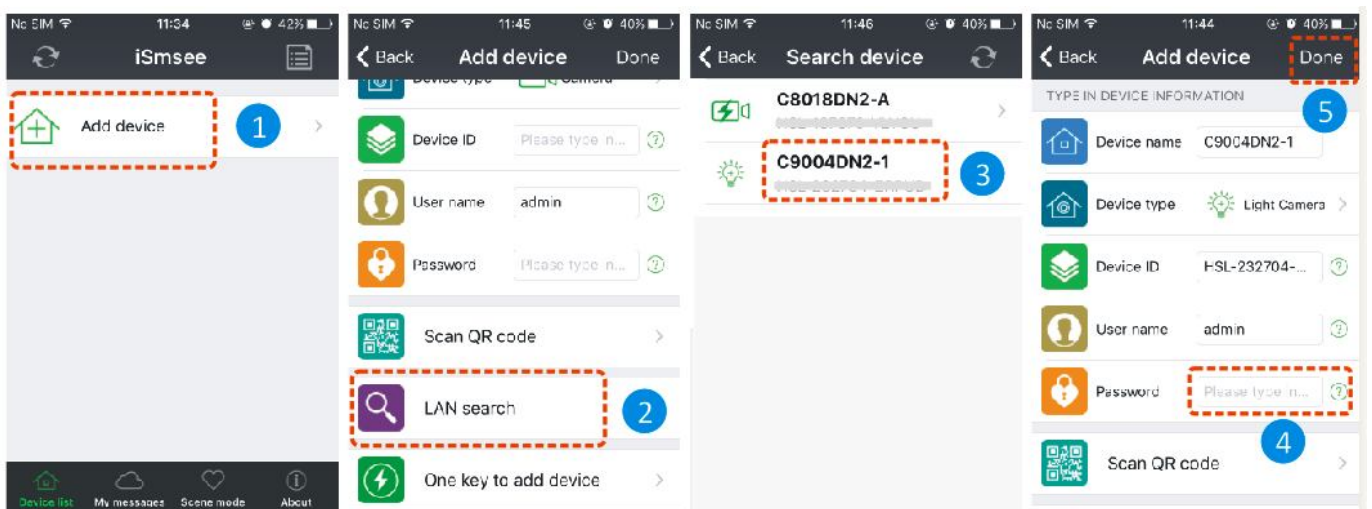 No SIM 11:34 42%
iSmsee
Add device
1
Device list My messages Scene mode About
No SIM 11:45 40%
Back Add device Done
Device type Camera
Device ID Please type in...
User name admin
Password Please type in...
Scan QR code
LAN search
2
One key to add device
No SIM 11:46 40%
Back Search device
C8018DN2-A
C9004DN2-1
3
No SIM 11:44 40%
Back Add device Done
5
TYPE IN DEVICE INFORMATION
Device name C9004DN2-1
Device type Light Camera
Device ID HSL-232704-...
User name admin
Password Please type in...
4
Scan QR code